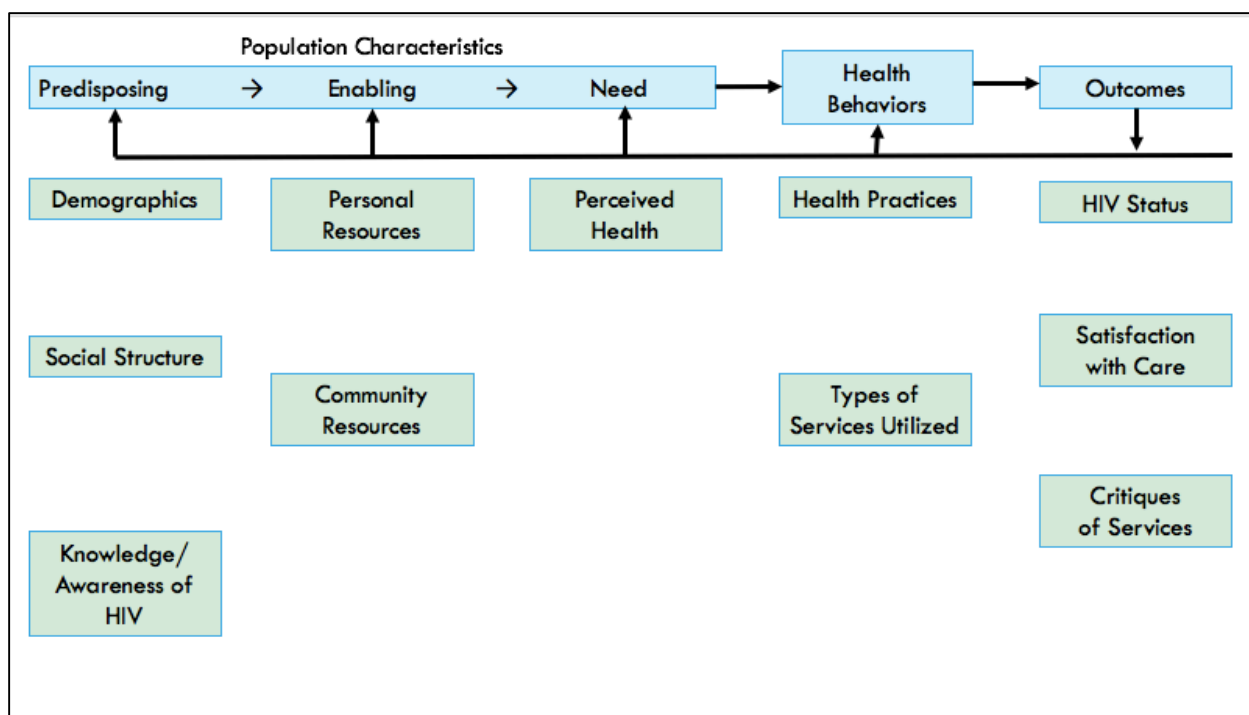 Population Characteristics
Predisposing → Enabling → Need
Health
Behaviors
Outcomes
Demographics
Personal
Resources
Perceived
Health
Health Practices
HIV Status
Social Structure
Community
Resources
Types of
Services Utilized
Satisfaction
with Care
Critiques
of Services
Knowledge/
Awareness of
HIV